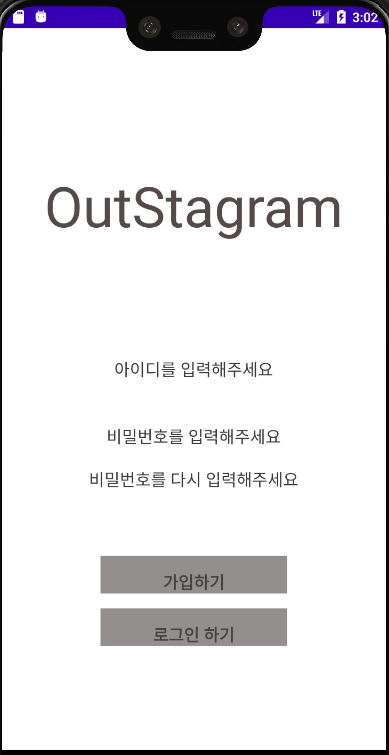 LTE 3:02
OutStagram
아이디를 입력해주세요
비밀번호를 입력해주세요
비밀번호를 다시 입력해주세요
가입하기
로그인 하기